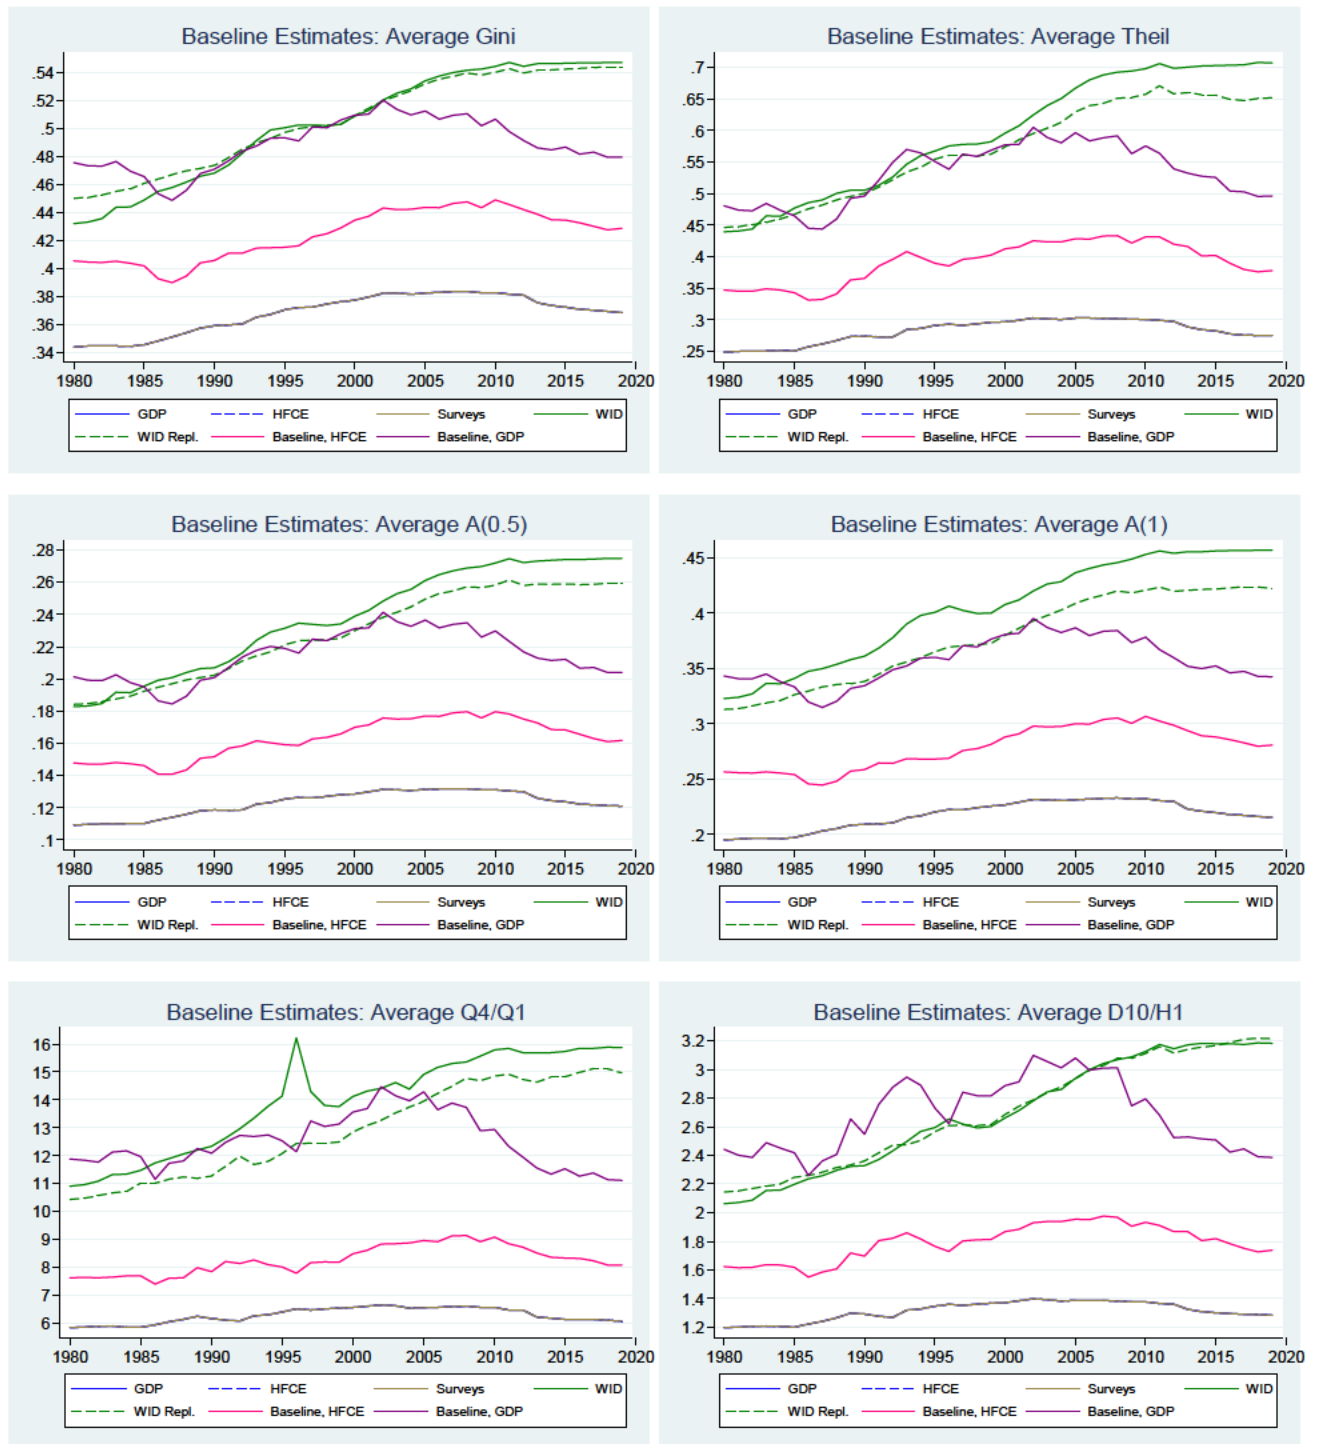 Baseline Estimates: Average Gini
.54
.52
.5
.48
.46
.44
.42
.4
.38
.36
.34
1980 1985 1990 1995 2000 2005 2010 2015 2020
GDP HFCE Surveys WID
WID Repl. Baseline, HFCE Baseline, GDP
Baseline Estimates: Average Theil
.7
.65
.6
.55
.5
.45
.4
.35
.3
.25
1980 1985 1990 1995 2000 2005 2010 2015 2020
GDP HFCE Surveys WID
WID Repl. Baseline, HFCE Baseline, GDP
Baseline Estimates: Average A(0.5)
.28
.26
.24
.22
.2
.18
.16
.14
.12
.1
1980 1985 1990 1995 2000 2005 2010 2015 2020
GDP HFCE Surveys WID
WID Repl. Baseline, HFCE Baseline, GDP
Baseline Estimates: Average A(1)
.45
.4
.35
.3
.25
.2
1980 1985 1990 1995 2000 2005 2010 2015 2020
GDP HFCE Surveys WID
WID Repl. Baseline, HFCE Baseline, GDP
Baseline Estimates: Average Q4/Q1
16
15
14
13
12
11
10
9
8
7
6
1980 1985 1990 1995 2000 2005 2010 2015 2020
GDP HFCE Surveys WID
WID Repl. Baseline, HFCE Baseline, GDP
Baseline Estimates: Average D10/H1
3.2
3
2.8
2.6
2.4
2.2
2
1.8
1.6
1.4
1.2
1980 1985 1990 1995 2000 2005 2010 2015 2020
GDP HFCE Surveys WID
WID Repl. Baseline, HFCE Baseline, GDP